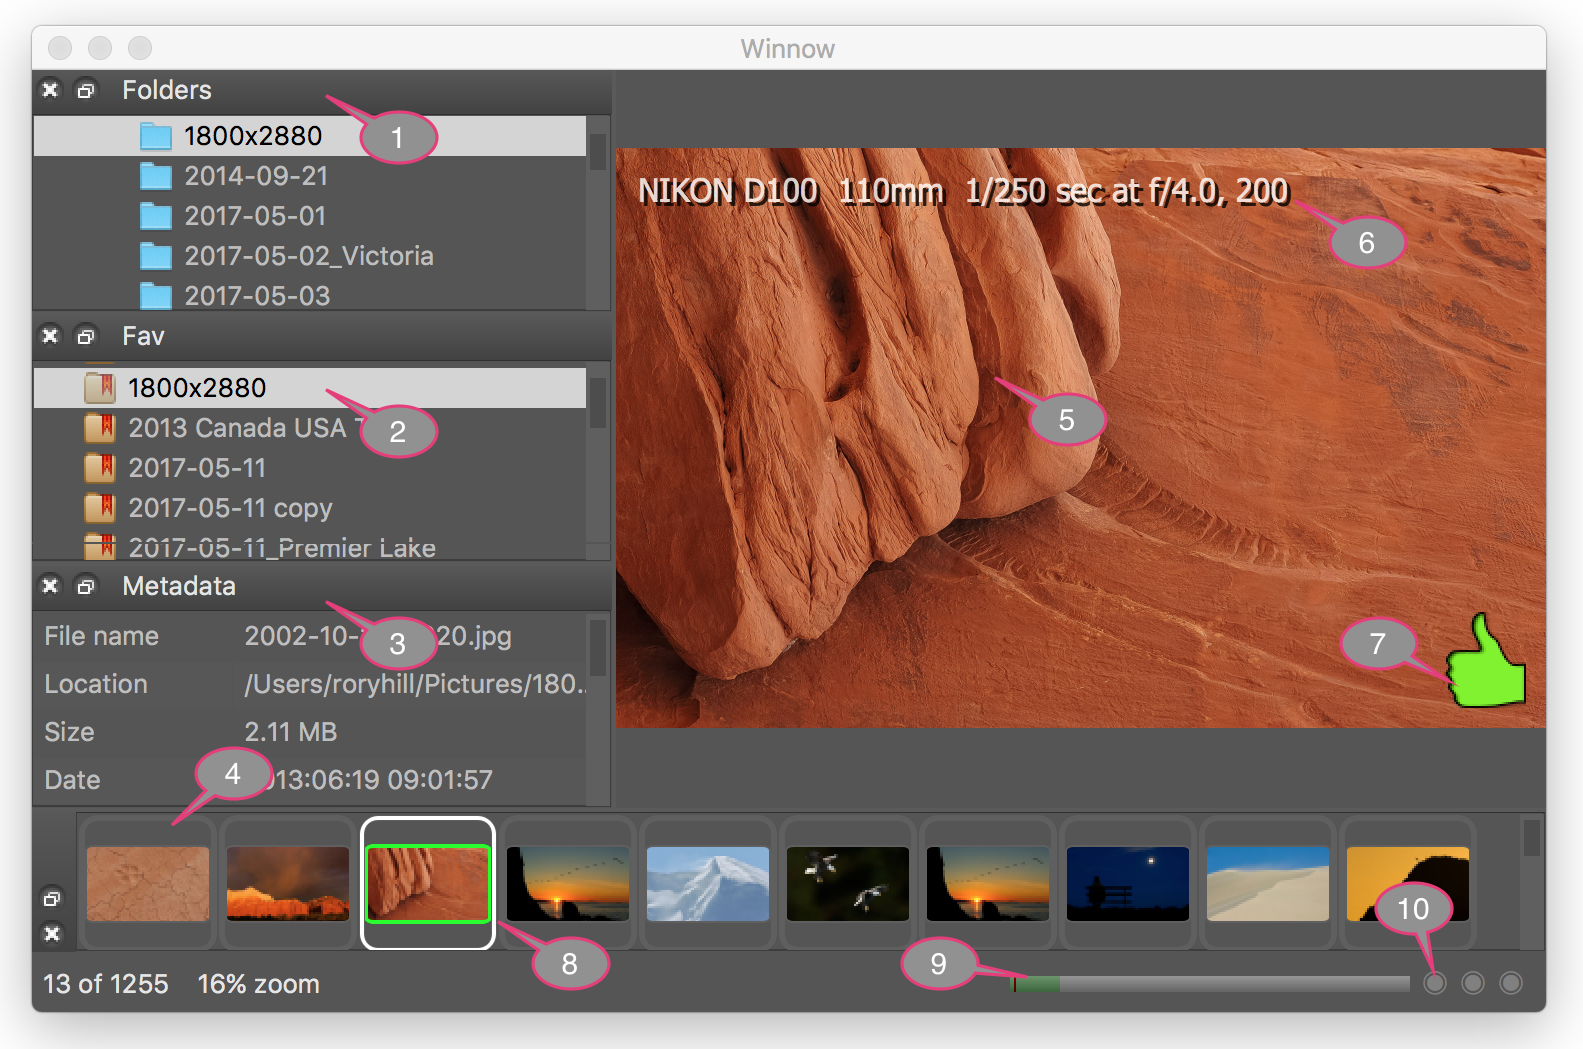 Winnow
Folders
1
1800x2880
2014-09-21
2017-05-01
2017-05-02_Victoria
2017-05-03
Fav
1800x2880
2
2013 Canada USA
2017-05-11
2017-05-11 copy
2017-05-11_Premier Lake
Metadata
File name 2002-10- 20.jpg
3
Location /Users/roryhill/Pictures/180..
Size 2.11 MB
4
Date 013:06:19 09:01:57
NIKON D100 110mm 1/250 sec at f/4.0, 200
6
5
7
8
9
10
13 of 1255 16% zoom